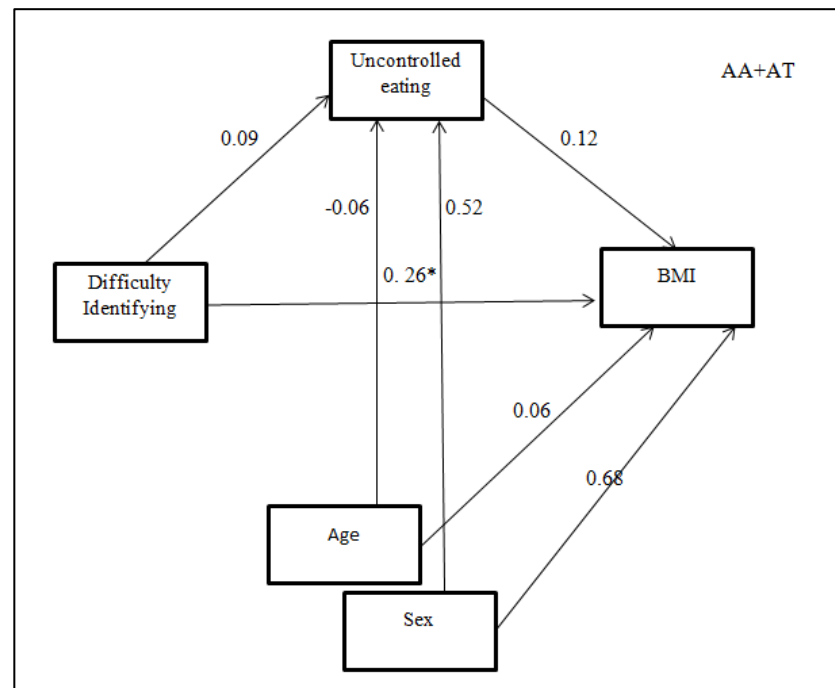 Uncontrolled
eating
AA+AT
0.09
0.12
-0.06
0.52
Difficulty
Identifying
0. 26*
BMI
0.06
0.68
Age
Sex